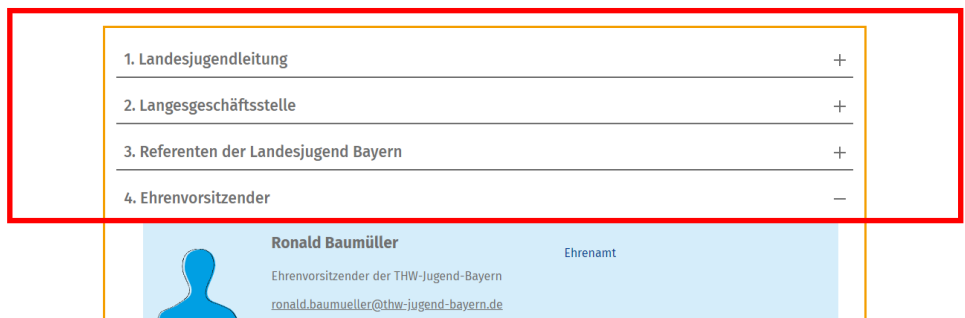 1. Landesjugendleitung
2. Langesgeschäftsstelle
3. Referenten der Landesjugend Bayern
4. Ehrenvorsitzender
Ronald Baumüller
Ehrenamt
Ehrenvorsitzender der THW-Jugend-Bayern
ronald.baumueller@thw-jugend-bayern.de